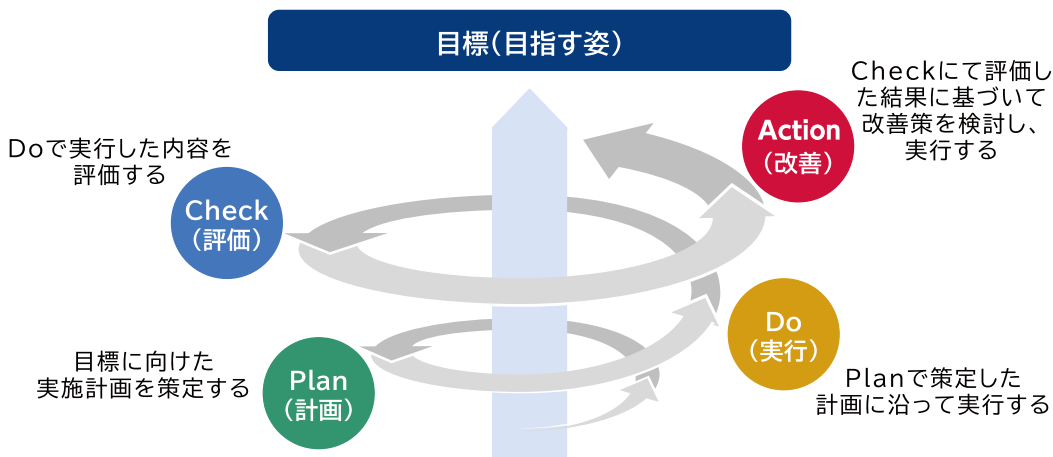 目標(目指す姿)
Checkにて評価し
た結果に基づいて
改善策を検討し、
実行する
Action
(改善)
Doで実行した内容を
評価する
Check
(評価)
Do
(実行)
Planで策定した
計画に沿って実行する
目標に向けた
実施計画を策定する
Plan
(計画)